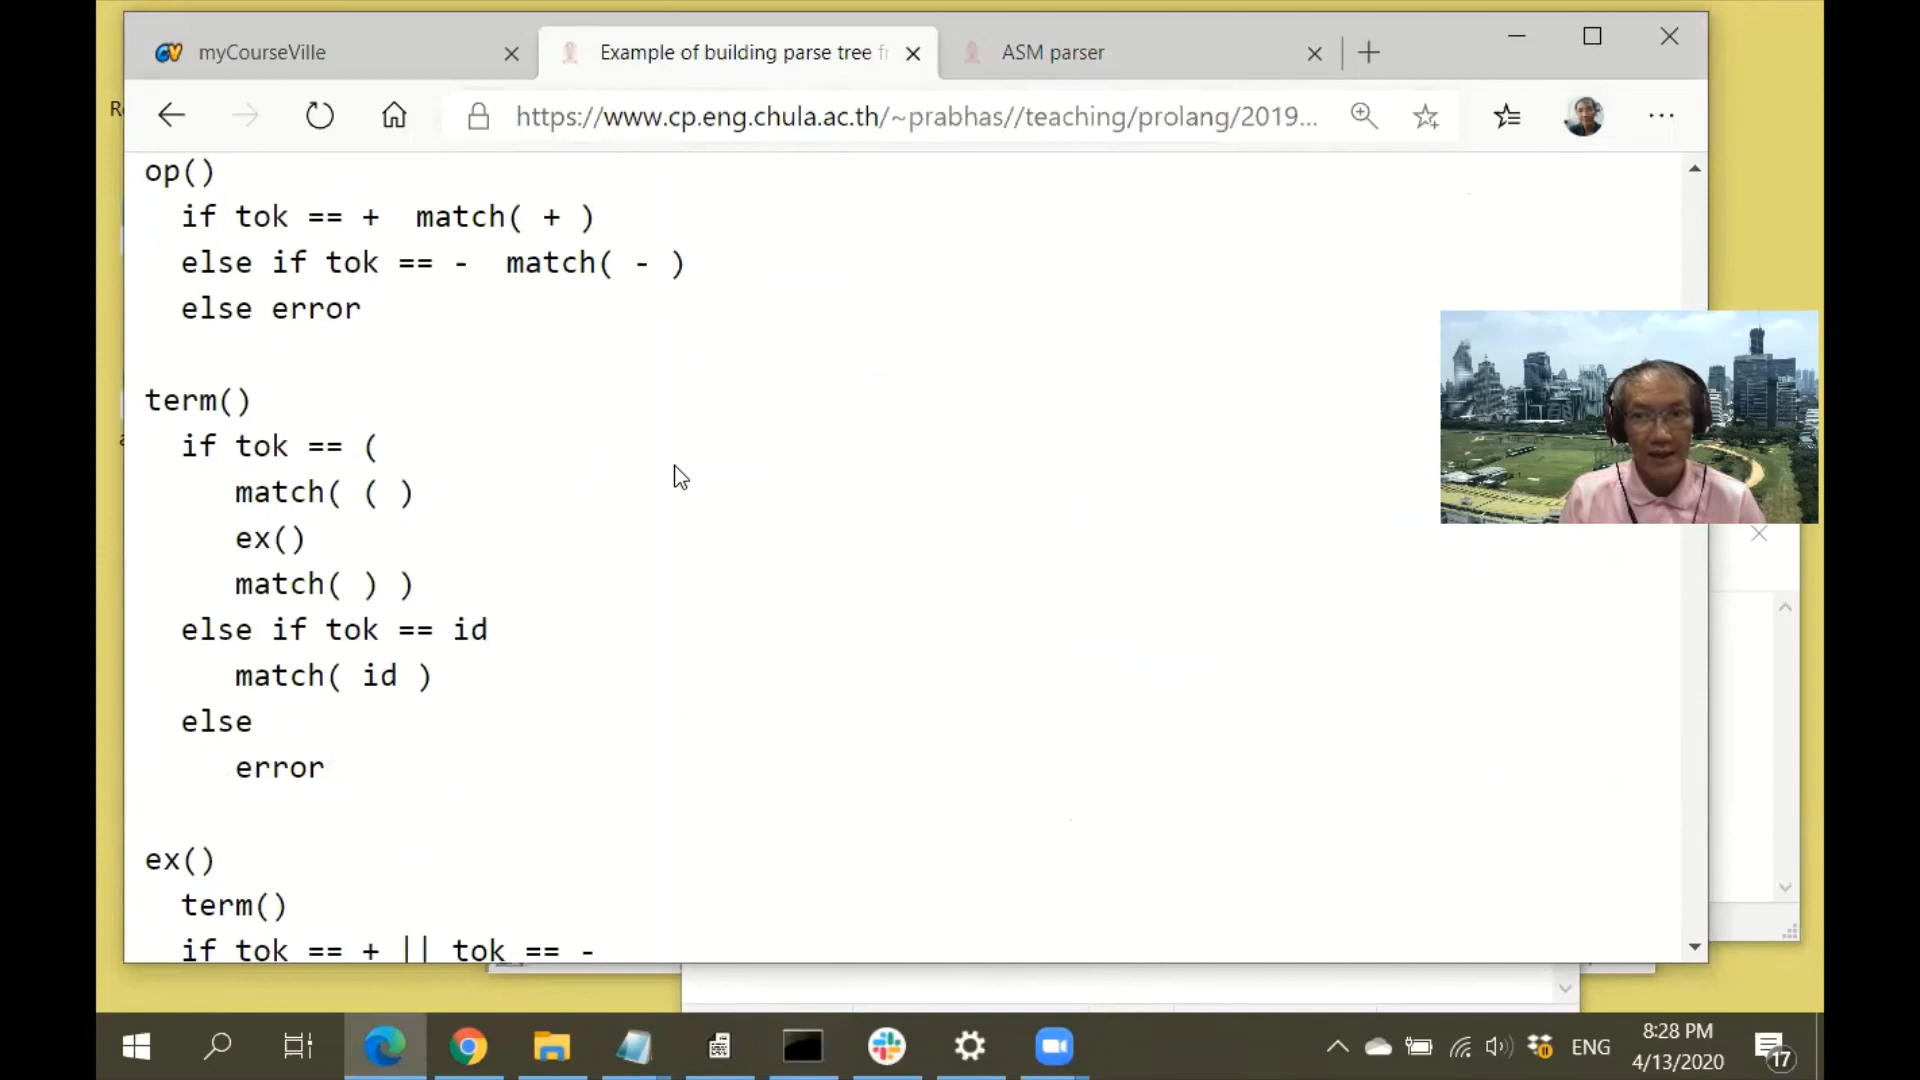 myCourseVille
Example of building parse tree fr
ASM parser
https://www.cp.eng.chula.ac.th/~prabhas//teaching/prolang/2019...
op()
if tok == + match( + )
else if tok == - match( - )
else error
term()
if tok == (
match( ( )
ex()
match( ) )
else if tok == id
match( id )
else
error
ex()
term()
if tok == + || tok == -
ENG
8:28 PM
4/13/2020
17